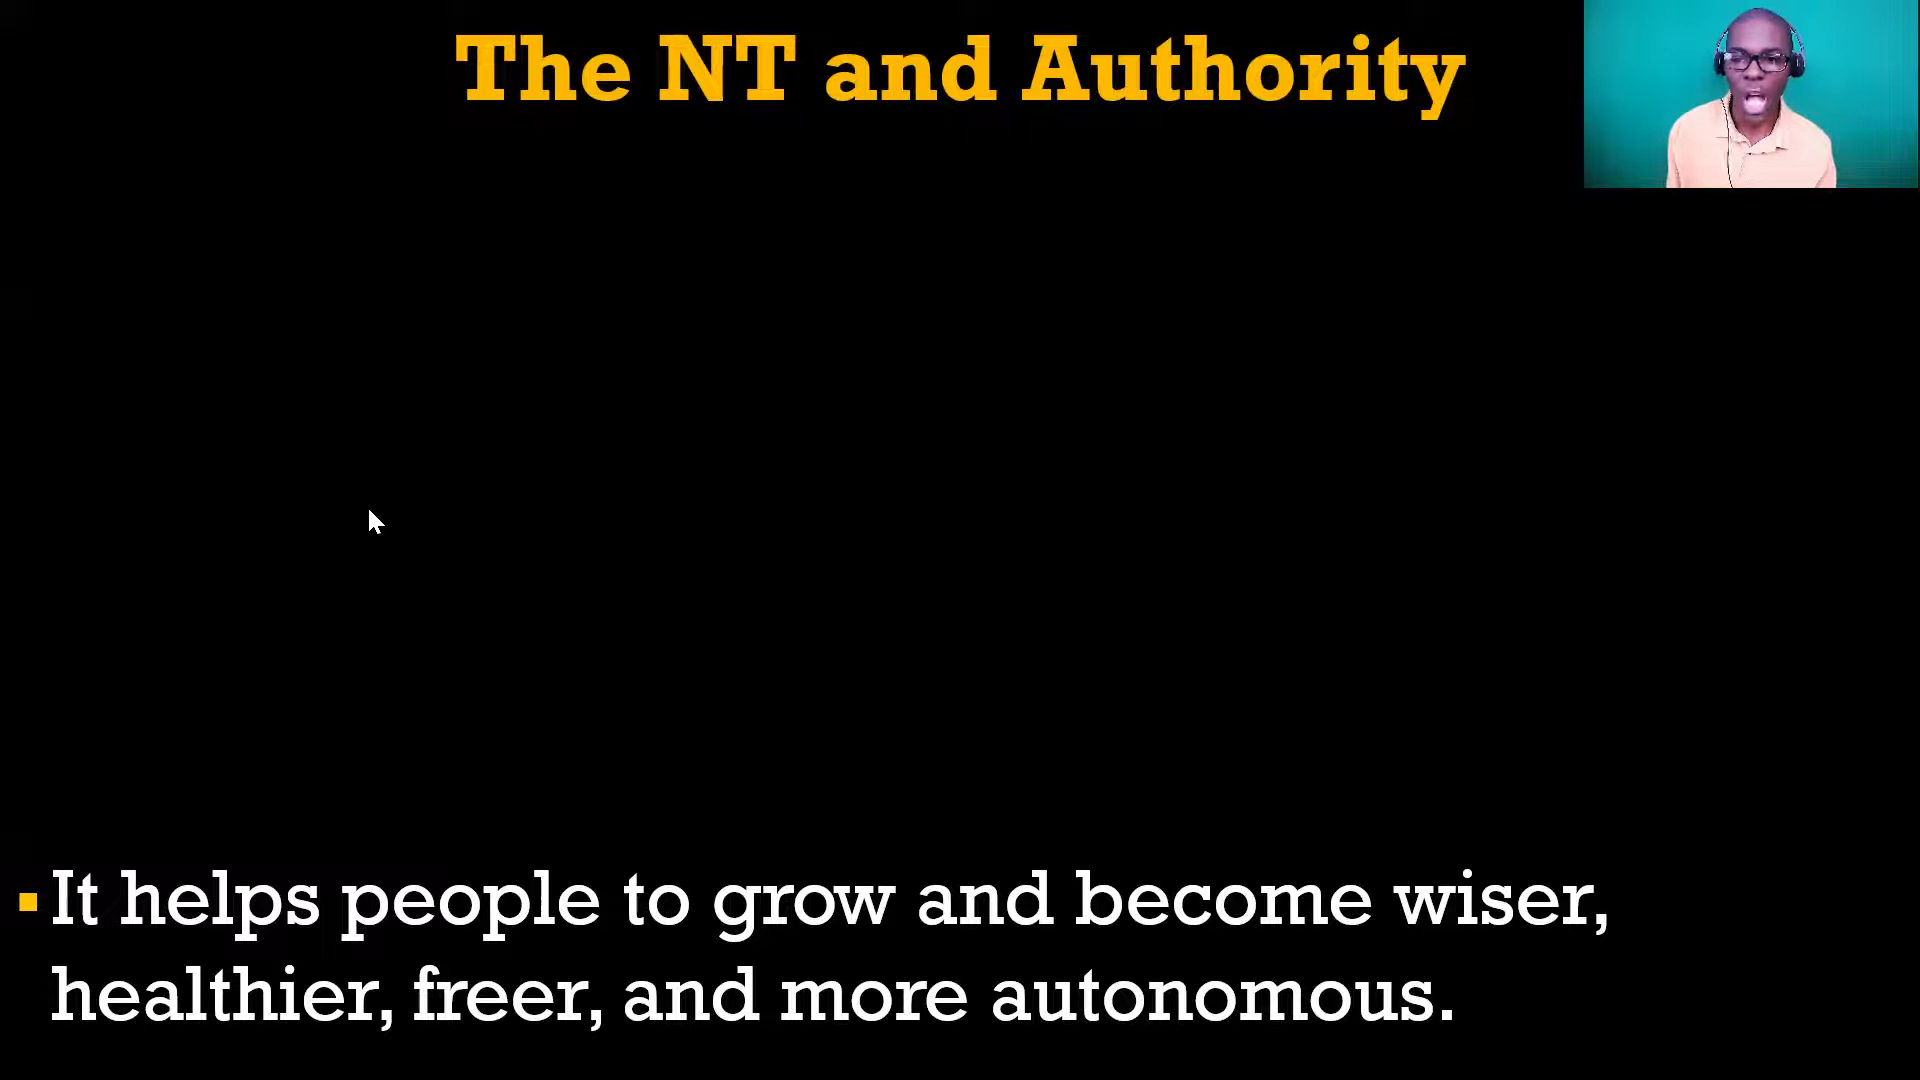 The NT and Authority
▪It helps people to grow and become wiser,
healthier, freer, and more autonomous.